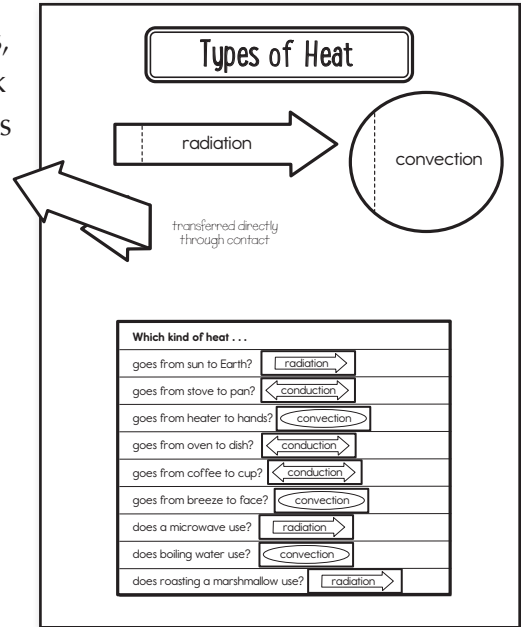 Types of Heat
radiation
convection
transferred directly
through contact
Which kind of heat . . .
goes from sun to Earth? radiation
goes from stove to pan? conduction
goes from heater to hands? convection
goes from oven to dish? conduction
goes from coffee to cup? conduction
goes from breeze to face? convection
does a microwave use? radiation
does boiling water use? convection
does roasting a marshmallow use? radiation